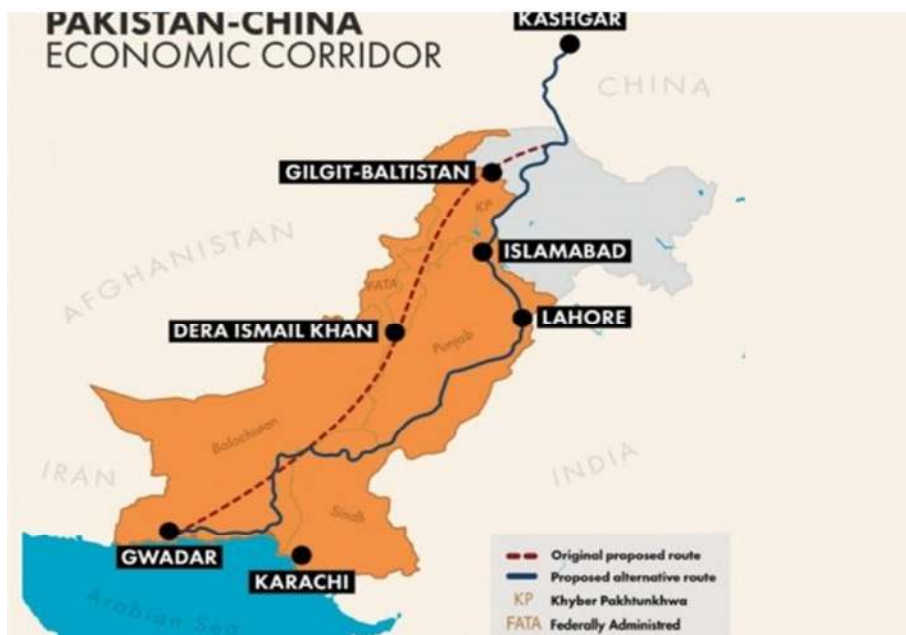 PAKISTAN-CHINA
ECONOMIC CORRIDOR
KASHGAR
CHINA
GILGIT-BALTISTAN
KP
ISLAMABAD
AFGHANISTAN
FATA
LAHORE
DERA ISMAIL KHAN
Punjab
Balochistan
IRAN
INDIA
Sindh
GWADAR
KARACHI
Arabian Sea
Original proposed route
Proposed alternative route
KP Khyber Pakhtunkhwa
FATA Federally Administred